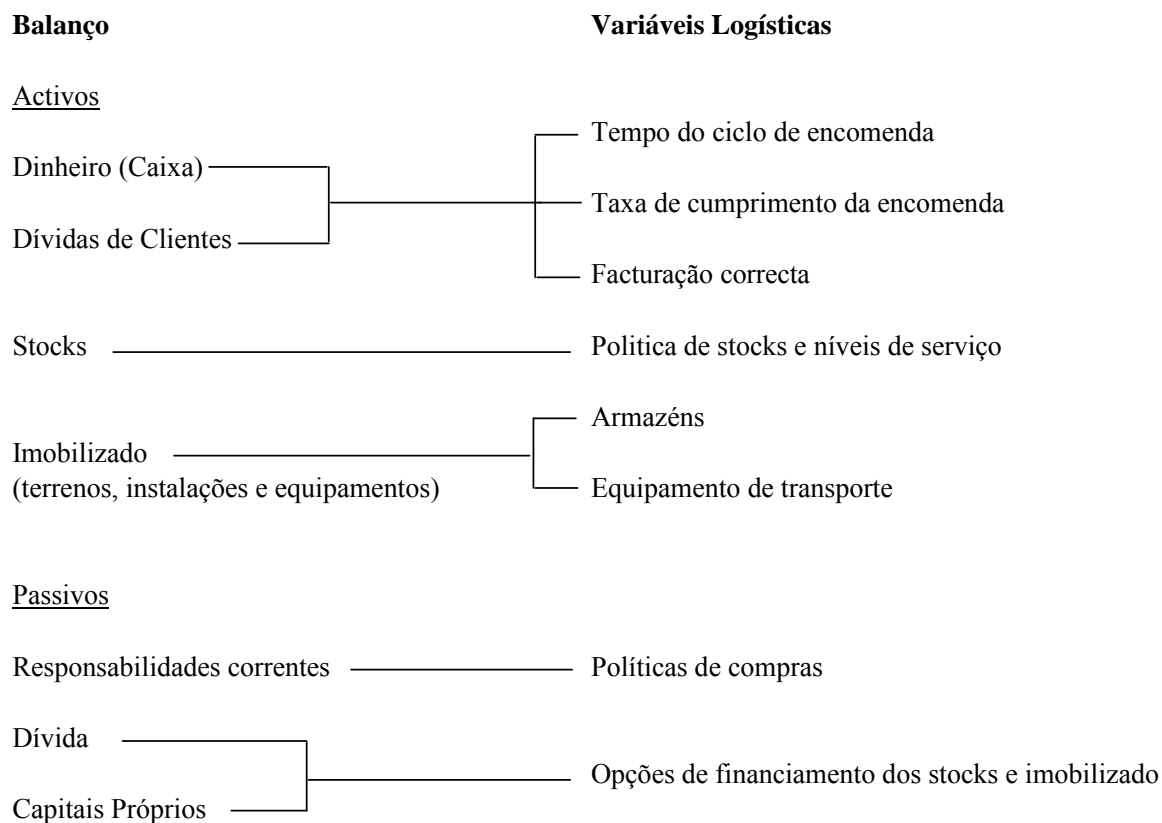 Balanço
Variáveis Logísticas
Activos
Tempo do ciclo de encomenda
Dinheiro (Caixa)
Taxa de cumprimento da encomenda
Dívidas de Clientes
Facturação correcta
Stocks
Politica de stocks e níveis de serviço
Armazéns
Imobilizado
(terrenos, instalações e equipamentos)
Equipamento de transporte
Passivos
Responsabilidades correntes
Políticas de compras
Dívida
Opções de financiamento dos stocks e imobilizado
Capitais Próprios